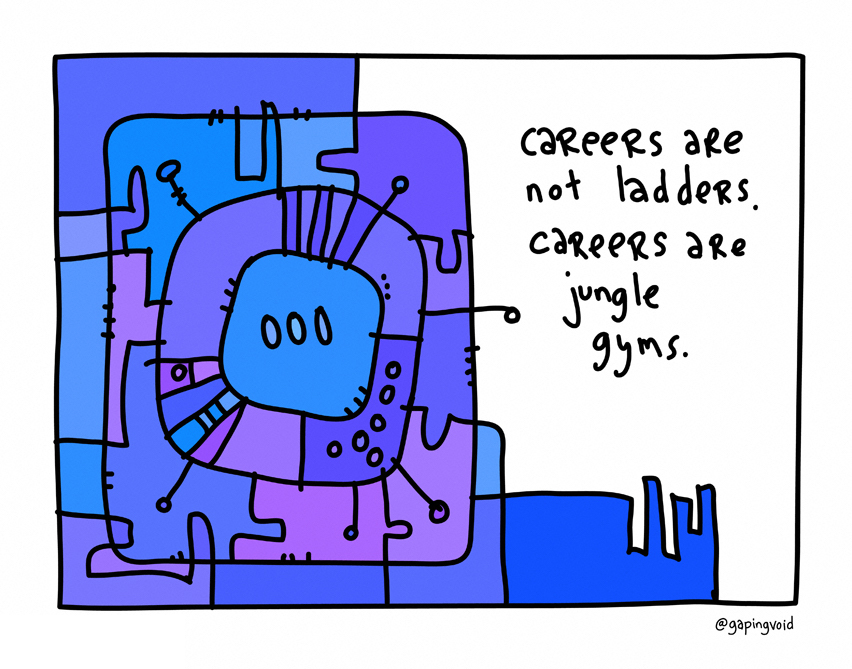 careers are
not ladders.
careers are
jungle
gyms.
@gapingvoid